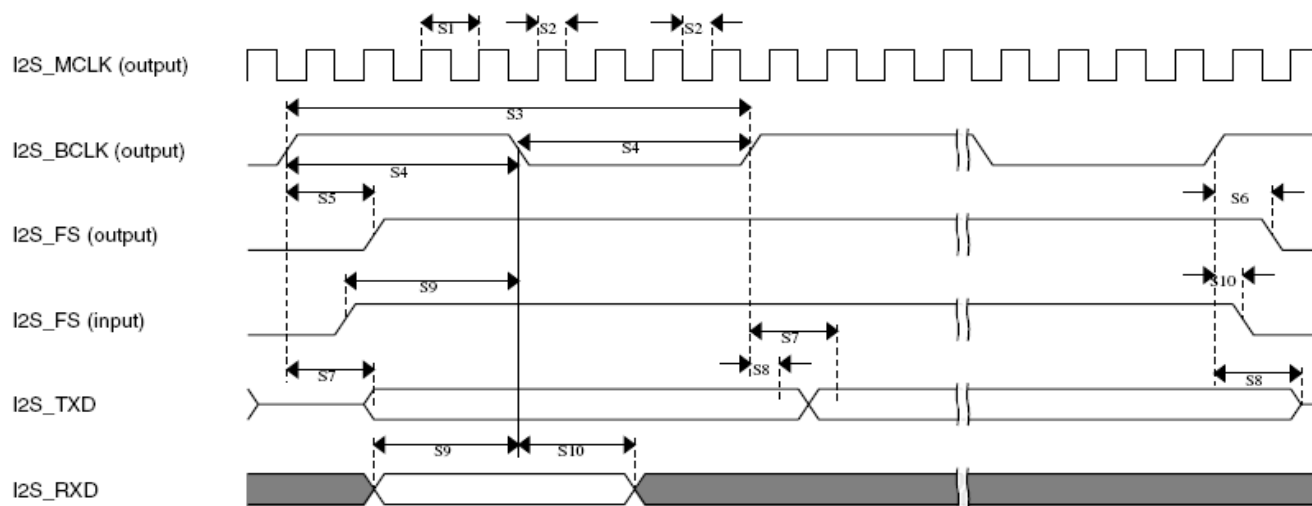 S1 S2 S2
I2S_MCLK (output)
S3
I2S_BCLK (output)
S4
S4
S5 S6
I2S_FS (output)
S9 S10
I2S_FS (input)
S7
S7 S8 S8
I2S_TXD
S9 S10
I2S_RXD